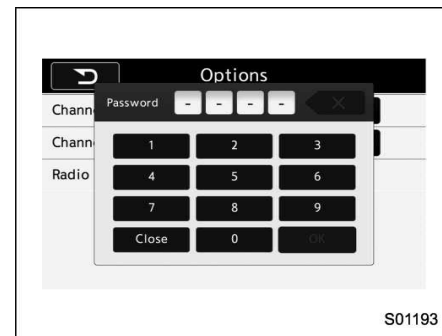 Options
Password - - - -
Chann
1 2 3
Chann
Radio
4 5 6
7 8 9
Close 0 OK
S01193